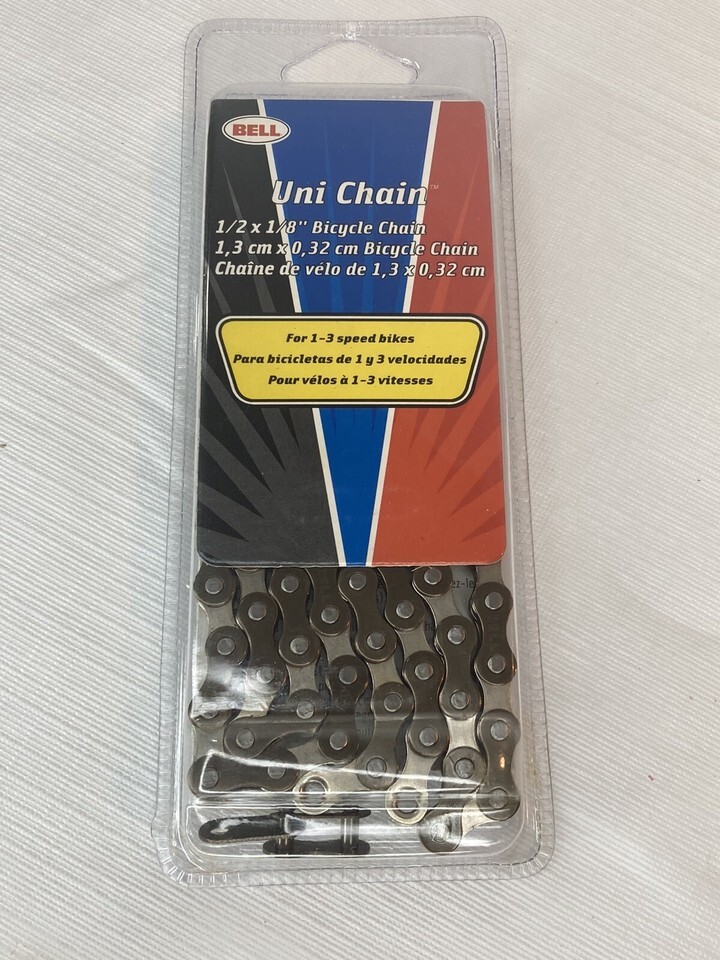 BELL
Uni Chain™
1/2 x 1/8" Bicycle Chain
1,3 cm x 0,32 cm Bicycle Chain
Chaîne de vélo de 1,3 x 0,32 cm
For 1-3 speed bikes
Para bicicletas de 1 y 3 velocidades
Pour vélos à 1-3 vitesses